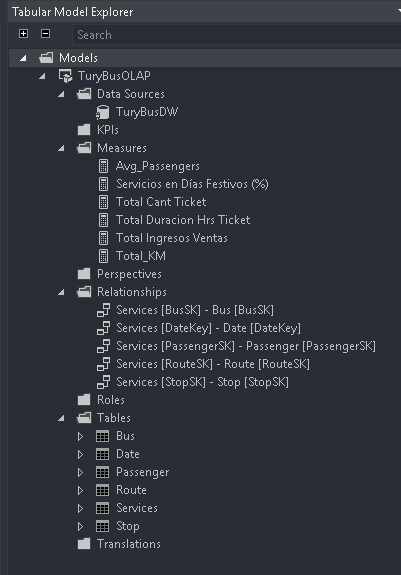 Tabular Model Explorer
Search
Models
TuryBusOLAP
Data Sources
TuryBusDW
KPIs
Measures
Avg_Passengers
Servicios en Días Festivos (%)
Total Cant Ticket
Total Duracion Hrs Ticket
Total Ingresos Ventas
Total_KM
Perspectives
Relationships
Services [BusSK] - Bus [BusSK]
Services [DateKey] - Date [DateKey]
Services [PassengerSK] - Passenger [PassengerSK]
Services [RouteSK] - Route [RouteSK]
Services [StopSK] - Stop [StopSK]
Roles
Tables
Bus
Date
Passenger
Route
Services
Stop
Translations